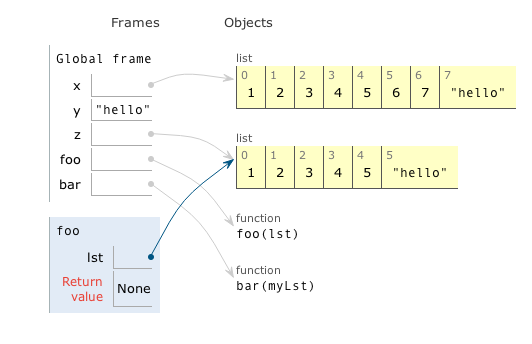 Frames Objects
Global frame
x
y "hello"
z
foo
bar
foo
lst
Return
value None
list
0 1 2 3 4 5 6 7
1 2 3 4 5 6 7 "hello"
list
0 1 2 3 4 5
1 2 3 4 5 "hello"
function
foo(lst)
function
bar(myLst)